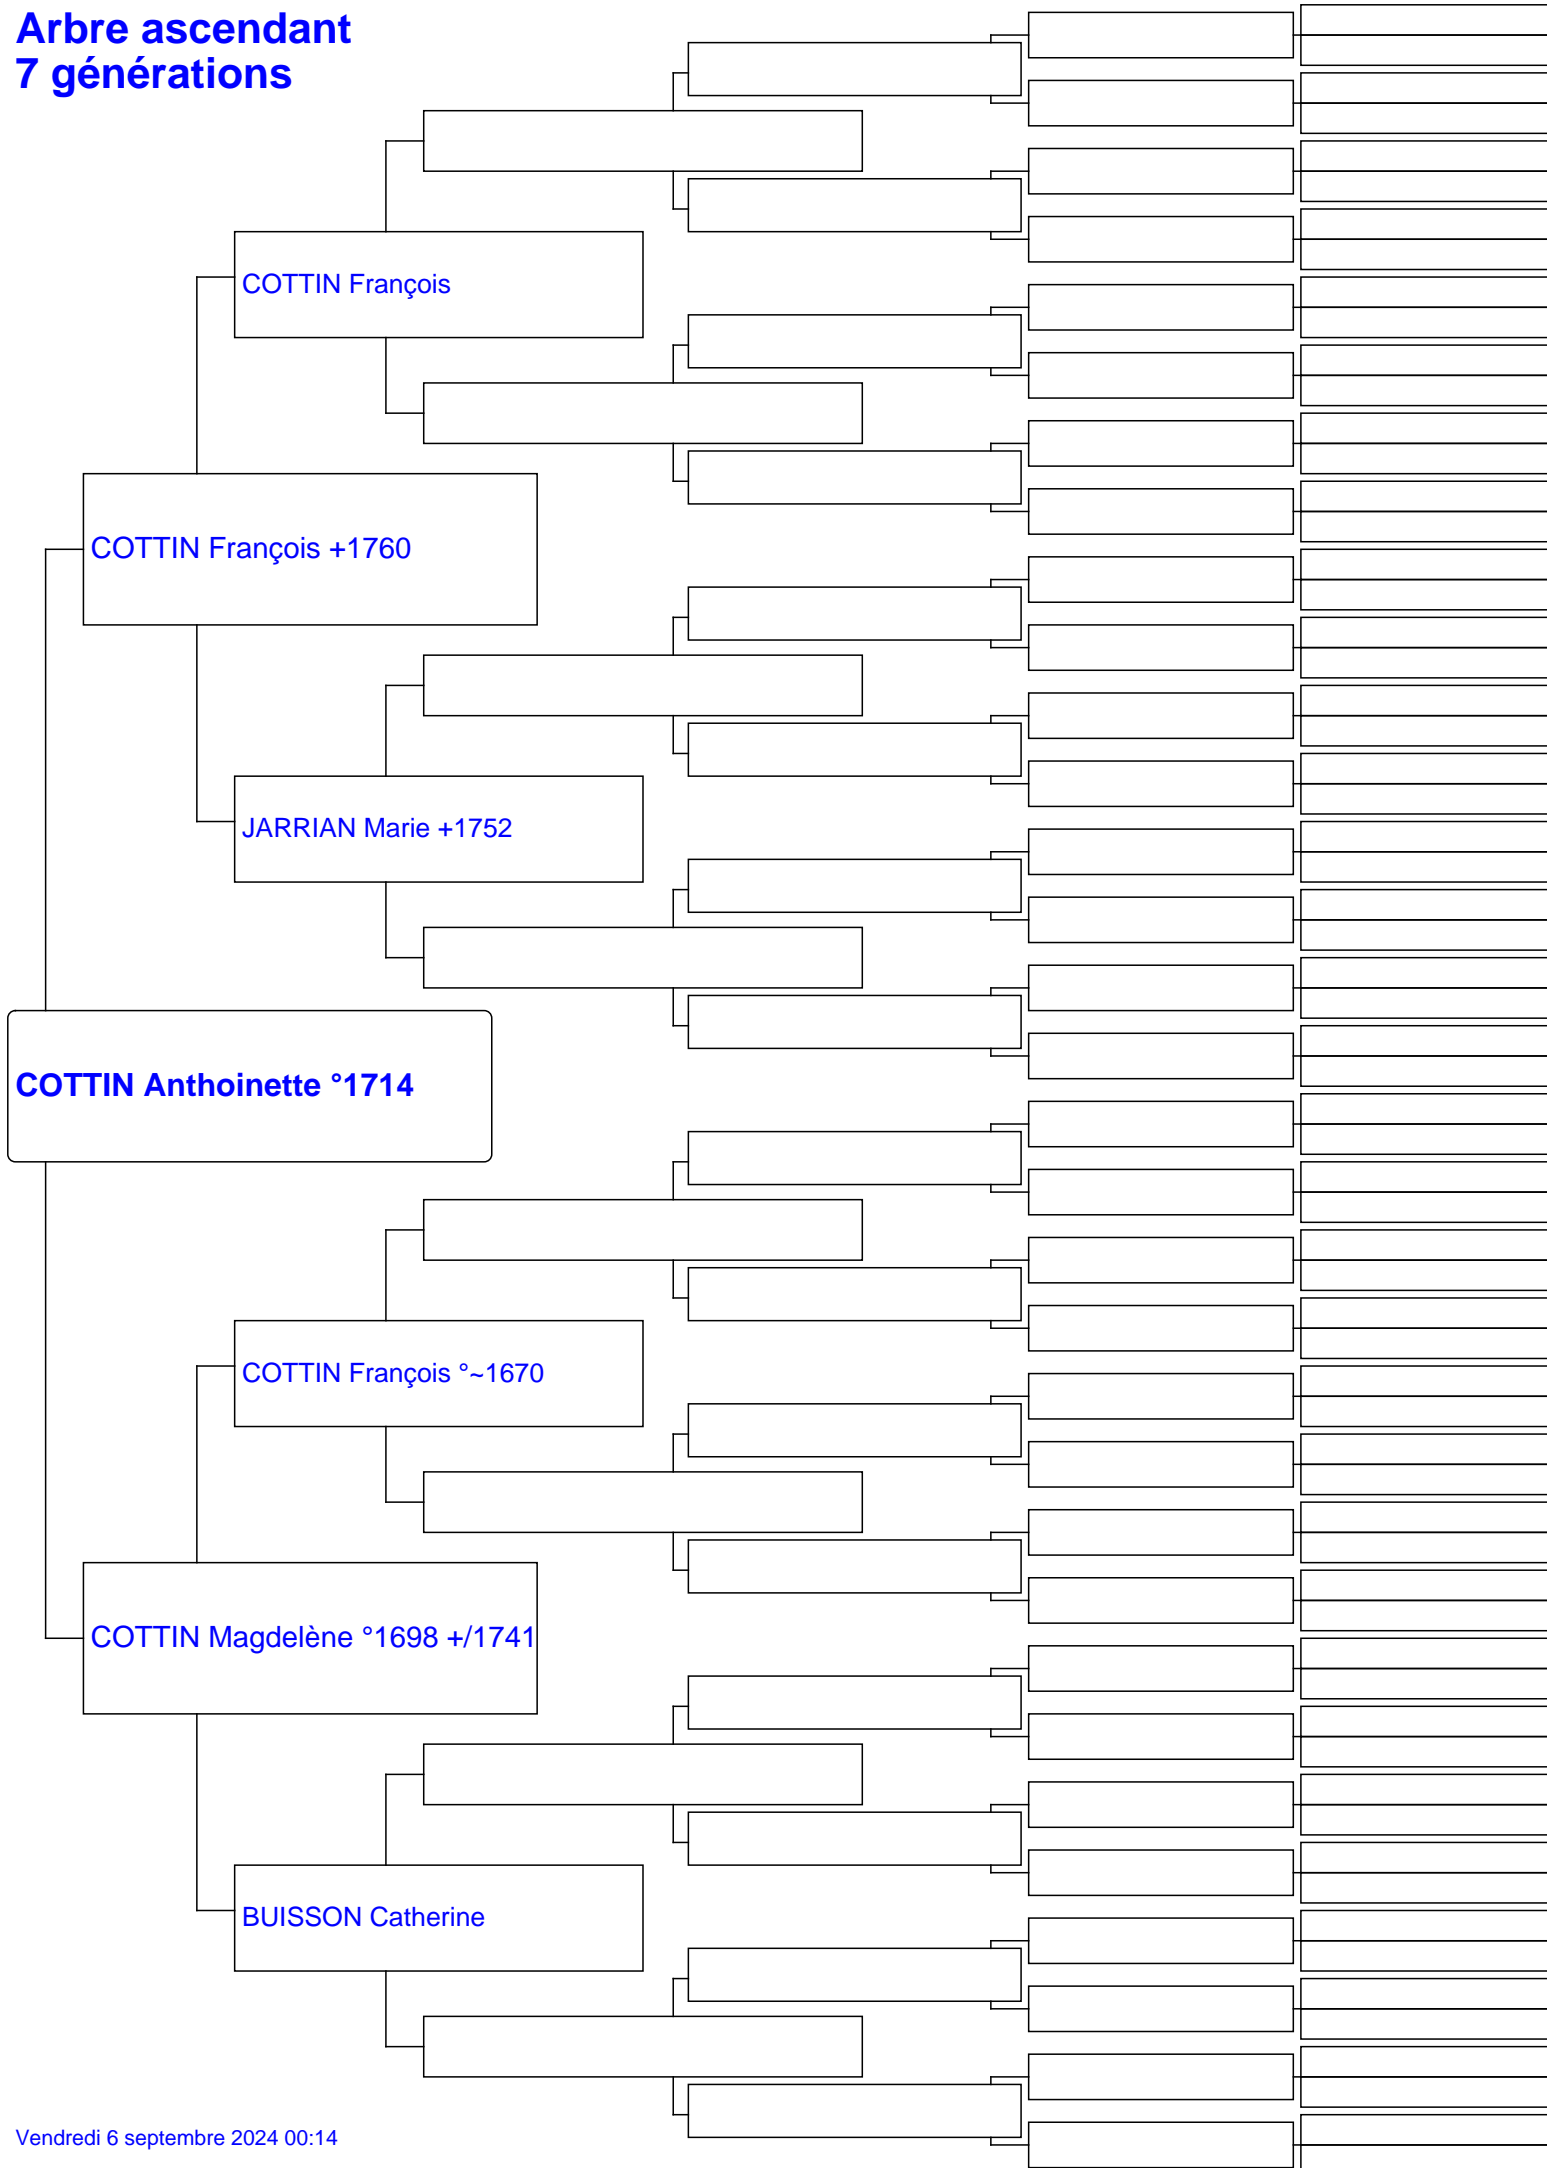 Arbre ascendant
7 générations
COTTIN François
COTTIN François +1760
JARRIAN Marie +1752
COTTIN Anthoinette °1714
COTTIN François °~1670
COTTIN Magdelène °1698 +/1741
BUISSON Catherine
Vendredi 6 septembre 2024 00:14